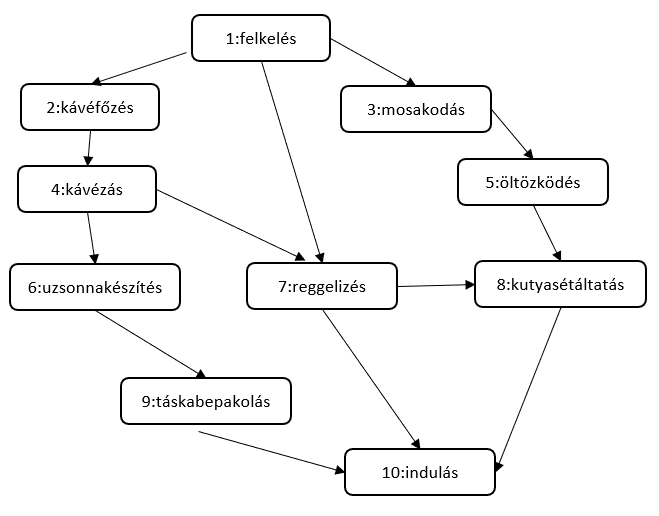 1:felkelés
2:kávéfőzés
3:mosakodás
4:kávézás
5:öltözködés
6:uzsonnakészítés
7:reggelizés
8:kutyasétáltatás
9:táskabepakolás
10:indulás